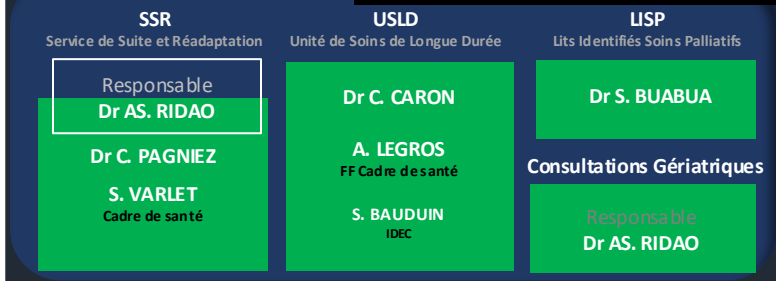 SSR
Service de Suite et Réadaptation
Responsable
Dr AS. RIDAO
Dr C. PAGNIEZ
S. VARLET
Cadre de santé
USLD
Unité de Soins de Longue Durée
Dr C. CARON
A. LEGROS
FF Cadre de santé
S. BAUDUIN
IDEC
LISP
Lits Identifiés Soins Palliatifs
Dr S. BUABUA
Consultations Gériatriques
Responsable
Dr AS. RIDAO